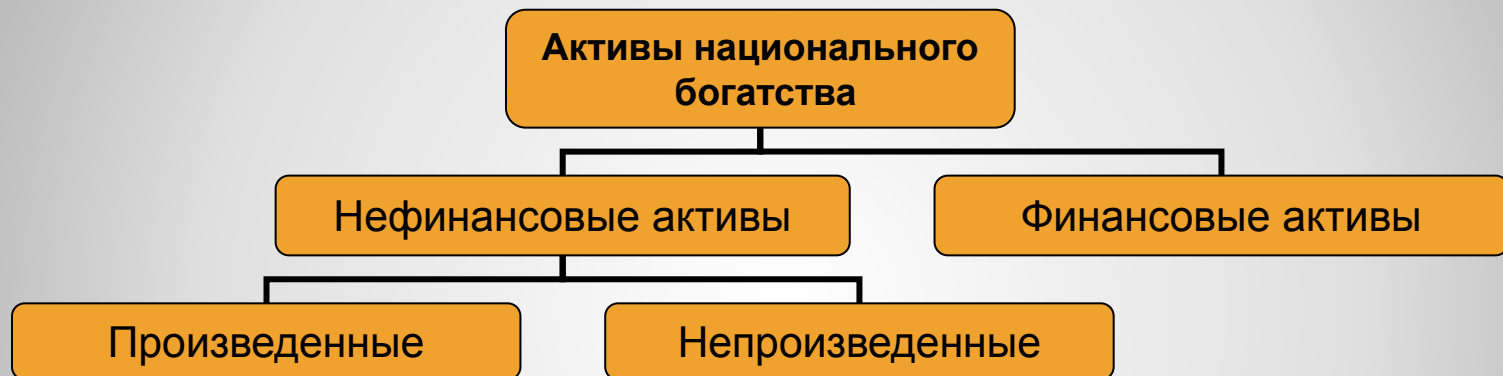 Активы национального
богатства
Нефинансовые активы
Финансовые активы
Произведенные
Непроизведенные